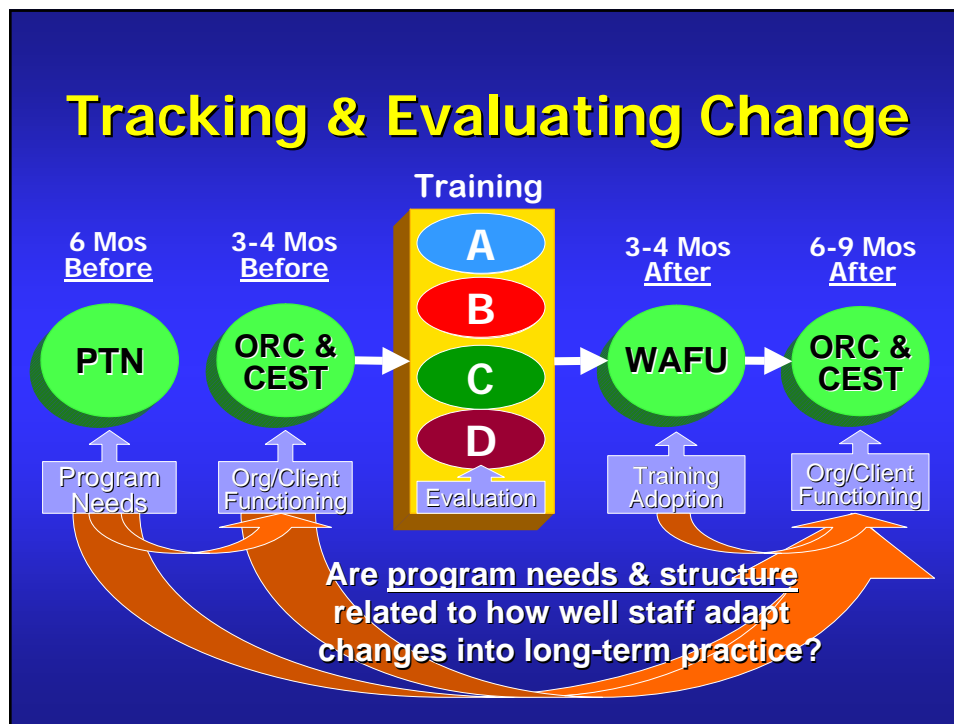 Tracking & Evaluating Change
Training
6 Mos
Before
3-4 Mos
Before
3-4 Mos
After
6-9 Mos
After
PTN
ORC &
CEST
A
B
C
D
WAFU
ORC &
CEST
Program
Needs
Org/Client
Functioning
Evaluation
Training
Adoption
Org/Client
Functioning
Are program needs & structure
related to how well staff adapt
changes into long-term practice?